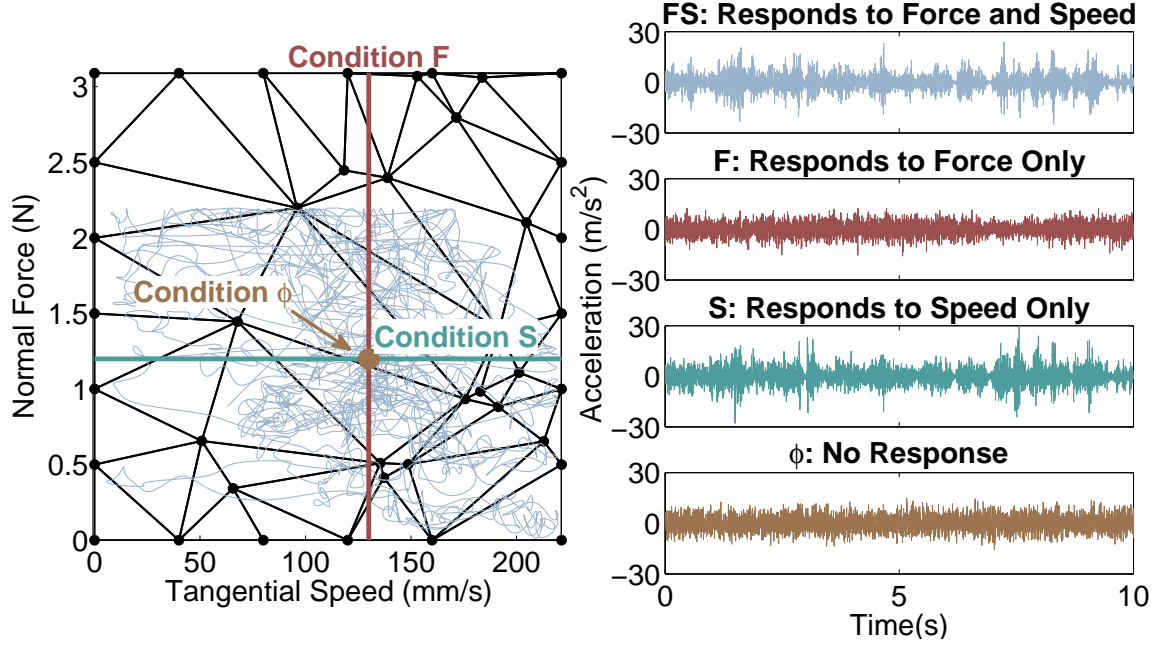 Condition F
Condition ϕ
Condition S
3
2.5
2
1.5
1
0.5
0
0
50
100
150
200
Normal Force (N)
Tangential Speed (mm/s)
FS: Responds to Force and Speed
30
0
−30
F: Responds to Force Only
30
0
−30
S: Responds to Speed Only
30
0
−30
ϕ: No Response
30
0
−30
0
5
10
Acceleration (m/s²)
Time(s)